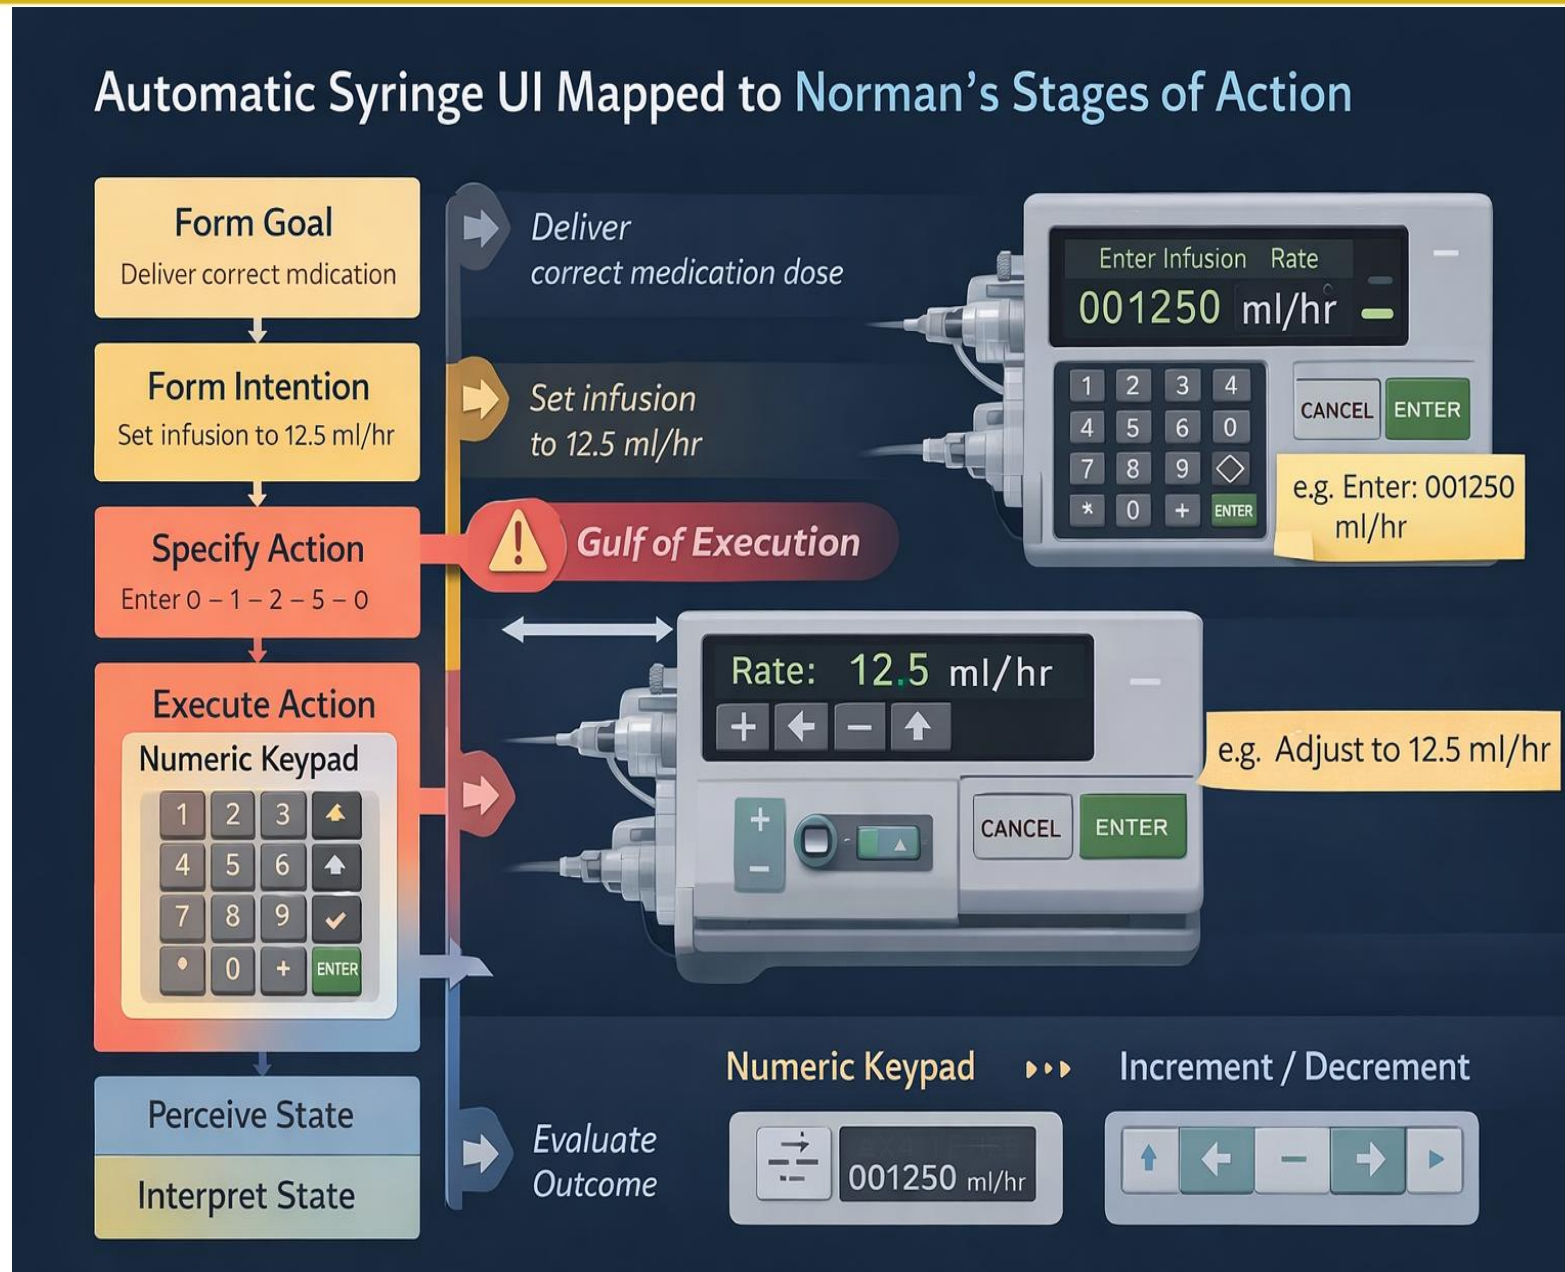 Automatic Syringe UI Mapped to Norman's Stages of Action
Form Goal
Deliver correct mdication
Form Intention
Set infusion to 12.5 ml/hr
Specify Action
Enter 0 – 1 – 2 – 5 – 0
Execute Action
Numeric Keypad
1 2 3
4 5 6
7 8 9
0 + ENTER
Perceive State
Interpret State
Deliver
correct medication dose
Set infusion
to 12.5 ml/hr
Gulf of Execution
Evaluate
Outcome
Enter Infusion Rate
001250 ml/hr
1 2 3 4
4 5 6 0
7 8 9
* 0 + ENTER
CANCEL ENTER
e.g. Enter: 001250
ml/hr
Rate: 12.5 ml/hr
+ −
+
−
CANCEL ENTER
e.g. Adjust to 12.5 ml/hr
Numeric Keypad
001250 ml/hr
Increment / Decrement